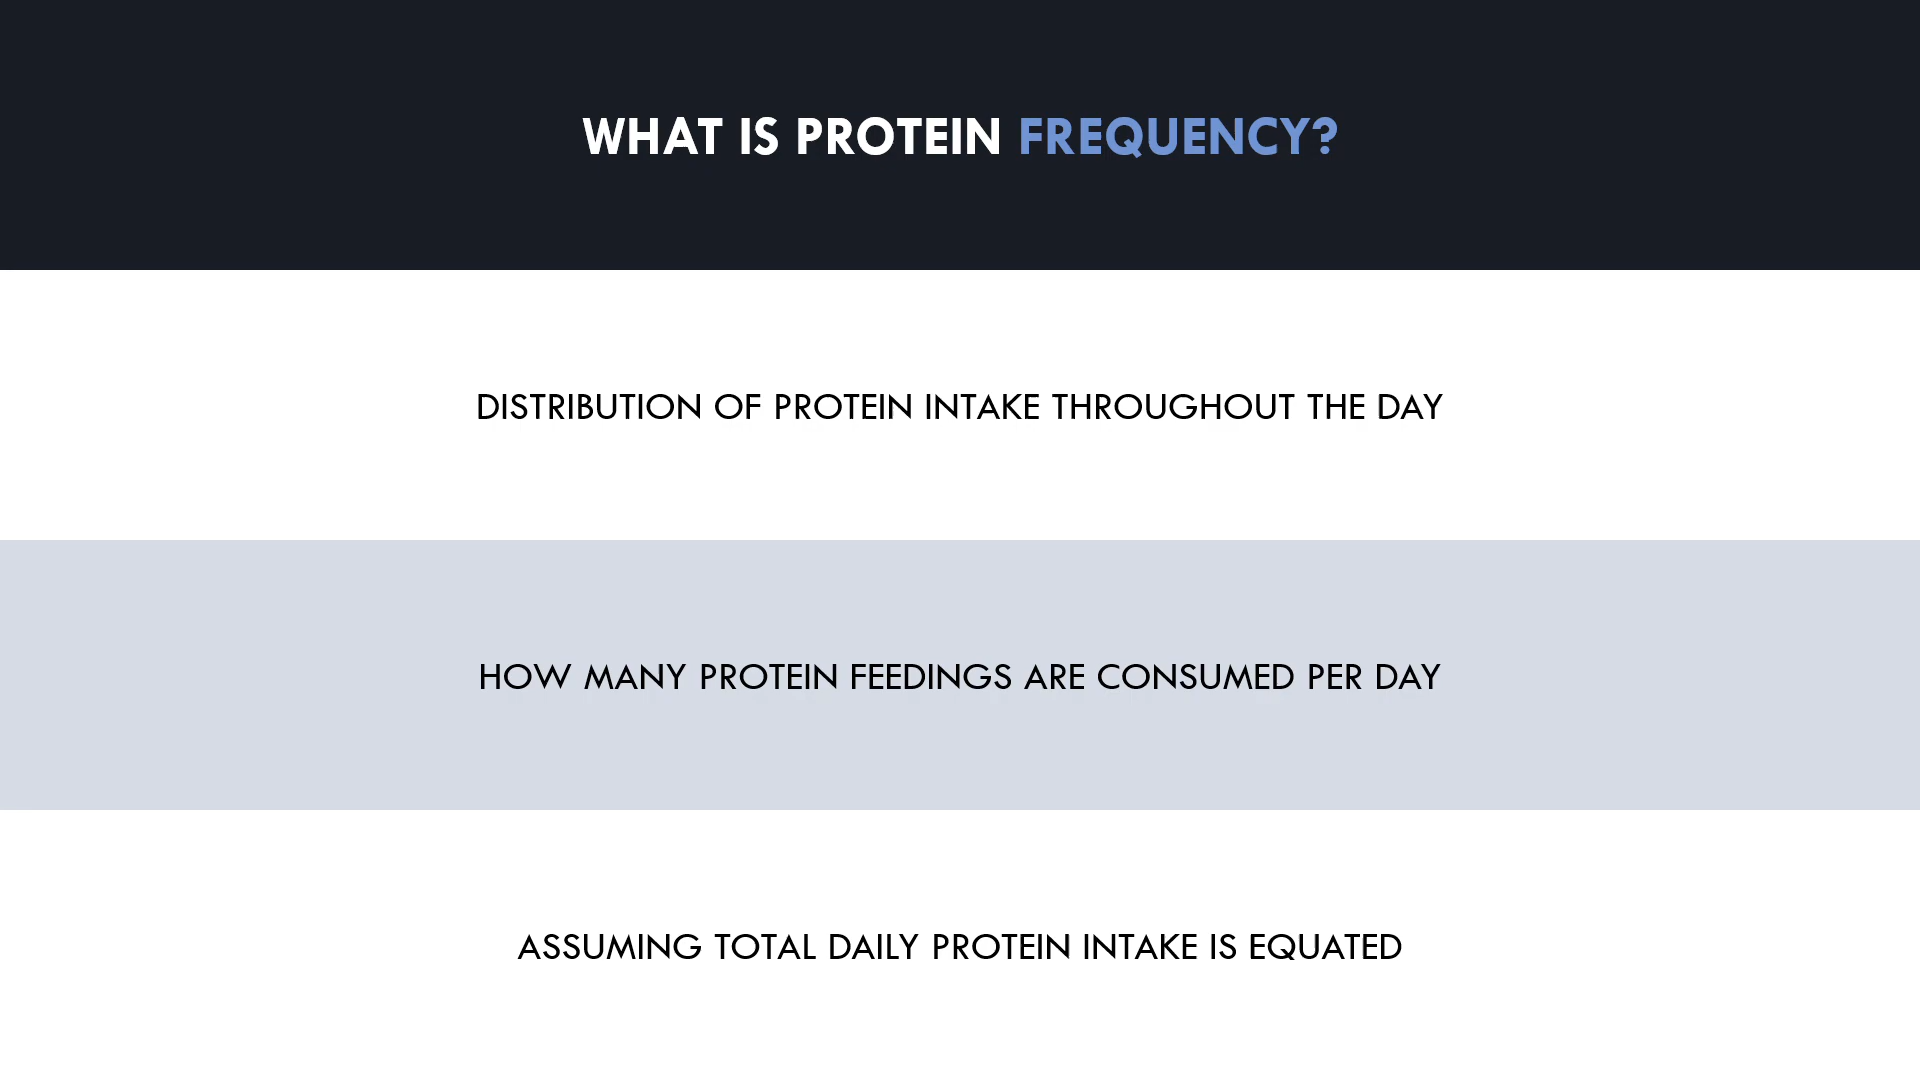 WHAT IS PROTEIN FREQUENCY?
DISTRIBUTION OF PROTEIN INTAKE THROUGHOUT THE DAY
HOW MANY PROTEIN FEEDINGS ARE CONSUMED PER DAY
ASSUMING TOTAL DAILY PROTEIN INTAKE IS EQUATED